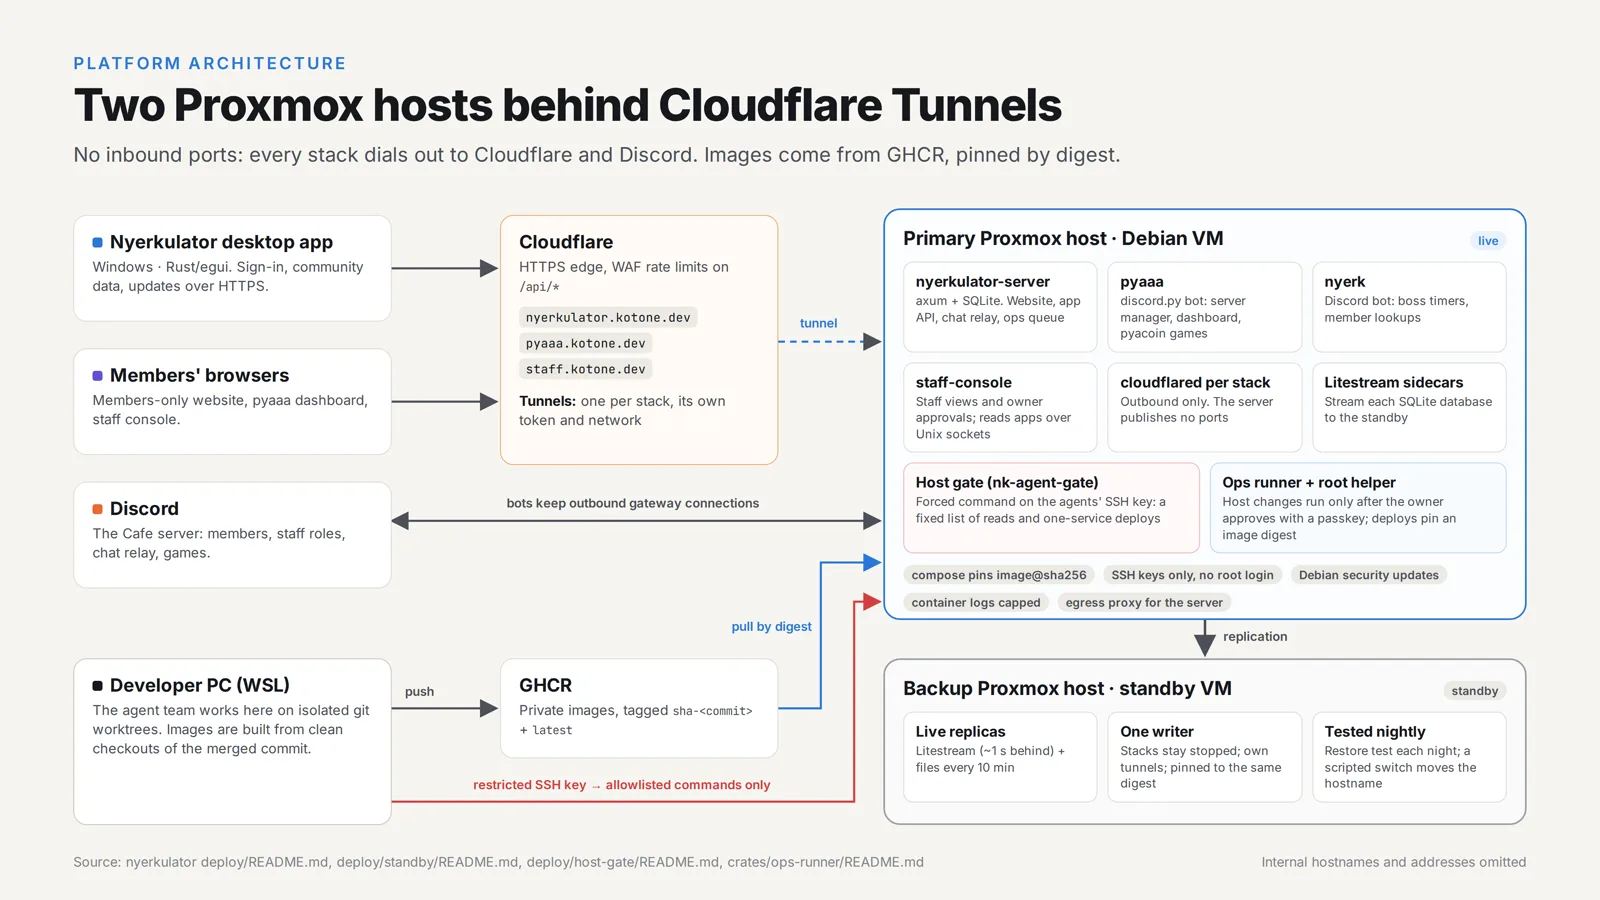 PLATFORM ARCHITECTURE
Two Proxmox hosts behind Cloudflare Tunnels
No inbound ports: every stack dials out to Cloudflare and Discord. Images come from GHCR, pinned by digest.
Nyerkulator desktop app
Windows · Rust/egui. Sign-in, community
data, updates over HTTPS.
Members' browsers
Members-only website, pyaaa dashboard,
staff console.
Discord
The Cafe server: members, staff roles,
chat relay, games.
Developer PC (WSL)
The agent team works here on isolated git
worktrees. Images are built from clean
checkouts of the merged commit.
Cloudflare
HTTPS edge, WAF rate limits on
/api/*
nyerkulator.kotone.dev
pyaaa.kotone.dev
staff.kotone.dev
Tunnels: one per stack, its own
token and network
tunnel
bots keep outbound gateway connections
pull by digest
push
GHCR
Private images, tagged sha-<commit>
+ latest
restricted SSH key → allowlisted commands only
Primary Proxmox host · Debian VM
live
nyerkulator-server
axum + SQLite. Website, app
API, chat relay, ops queue
pyaaa
discord.py bot: server
manager, dashboard,
pyacoin games
nyerk
Discord bot: boss timers,
member lookups
staff-console
Staff views and owner
approvals; reads apps over
Unix sockets
cloudflared per stack
Outbound only. The server
publishes no ports
Litestream sidecars
Stream each SQLite database
to the standby
Host gate (nk-agent-gate)
Forced command on the agents' SSH key: a
fixed list of reads and one-service deploys
Ops runner + root helper
Host changes run only after the owner
approves with a passkey; deploys pin an
image digest
compose pins image@sha256
SSH keys only, no root login
Debian security updates
container logs capped
egress proxy for the server
replication
Backup Proxmox host · standby VM
standby
Live replicas
Litestream (~1 s behind) +
files every 10 min
One writer
Stacks stay stopped; own
tunnels; pinned to the same
digest
Tested nightly
Restore test each night; a
scripted switch moves the
hostname
Source: nyerkulator deploy/README.md, deploy/standby/README.md, deploy/host-gate/README.md, crates/ops-runner/README.md
Internal hostnames and addresses omitted